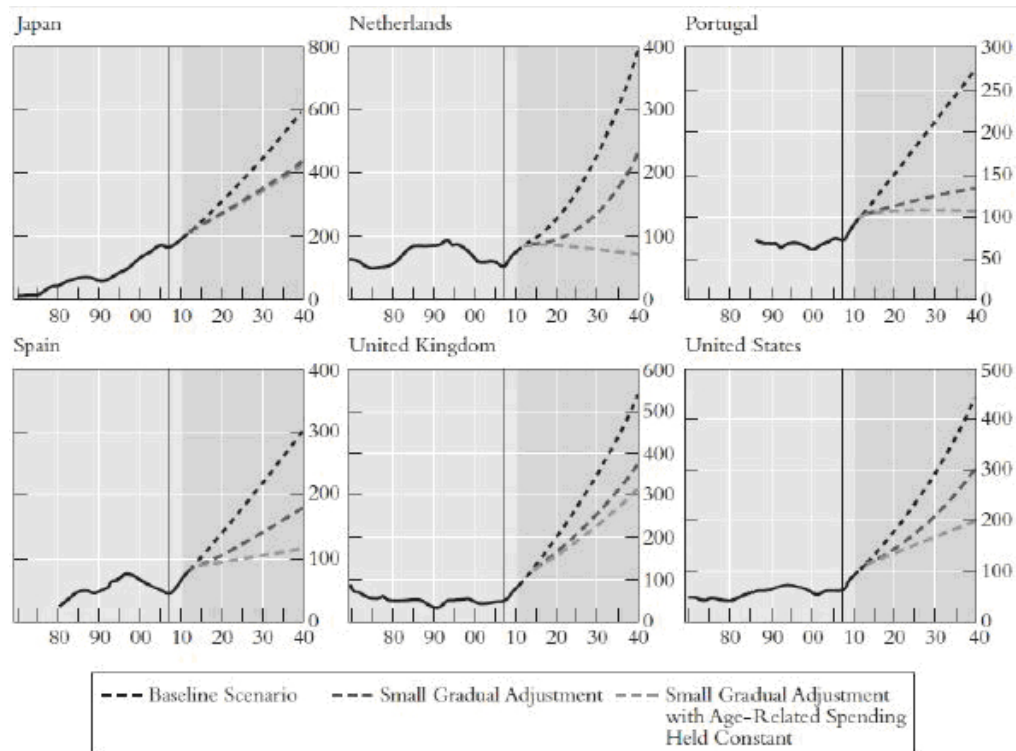 Japan
800
600
400
200
0
80 90 00 10 20 30 40
Netherlands
400
300
200
100
0
80 90 00 10 20 30 40
Portugal
300
250
200
150
100
50
0
80 90 00 10 20 30 40
Spain
400
300
200
100
0
80 90 00 10 20 30 40
United Kingdom
600
500
400
300
200
100
0
80 90 00 10 20 30 40
United States
500
400
300
200
100
0
80 90 00 10 20 30 40
Baseline Scenario
Small Gradual Adjustment
Small Gradual Adjustment
with Age-Related Spending
Held Constant